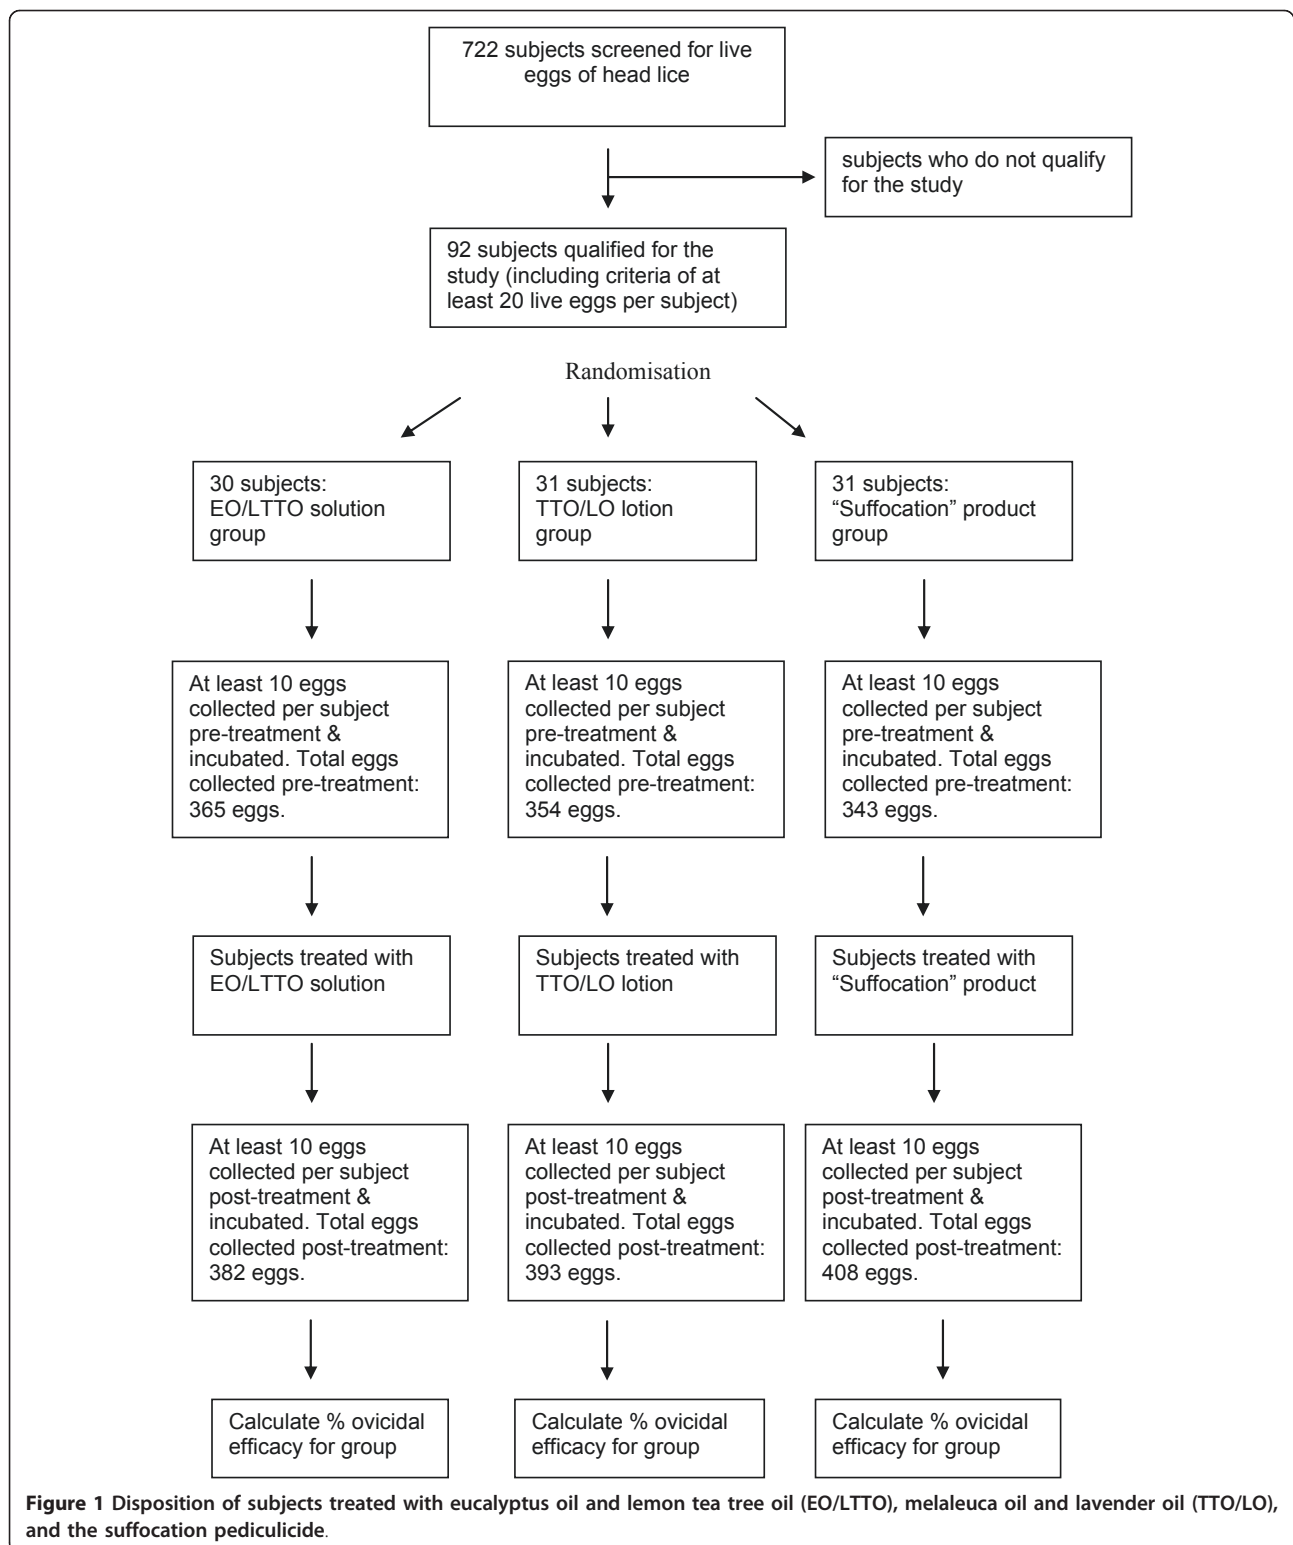 722 subjects screened for live
eggs of head lice
subjects who do not qualify
for the study
92 subjects qualified for the
study (including criteria of at
least 20 live eggs per subject)
Randomisation
30 subjects:
EO/LTTO solution
group
31 subjects:
TTO/LO lotion
group
31 subjects:
“Suffocation” product
group
At least 10 eggs
collected per subject
pre-treatment &
incubated. Total eggs
collected pre-treatment:
365 eggs.
At least 10 eggs
collected per subject
pre-treatment &
incubated. Total eggs
collected pre-treatment:
354 eggs.
At least 10 eggs
collected per subject
pre-treatment &
incubated. Total eggs
collected pre-treatment:
343 eggs.
Subjects treated with
EO/LTTO solution
Subjects treated with
TTO/LO lotion
Subjects treated with
“Suffocation” product
At least 10 eggs
collected per subject
post-treatment &
incubated. Total eggs
collected post-treatment:
382 eggs.
At least 10 eggs
collected per subject
post-treatment &
incubated. Total eggs
collected post-treatment:
393 eggs.
At least 10 eggs
collected per subject
post-treatment &
incubated. Total eggs
collected post-treatment:
408 eggs.
Calculate % ovicidal
efficacy for group
Calculate % ovicidal
efficacy for group
Calculate % ovicidal
efficacy for group
Figure 1 Disposition of subjects treated with eucalyptus oil and lemon tea tree oil (EO/LTTO), melaleuca oil and lavender oil (TTO/LO),
and the suffocation pediculicide.